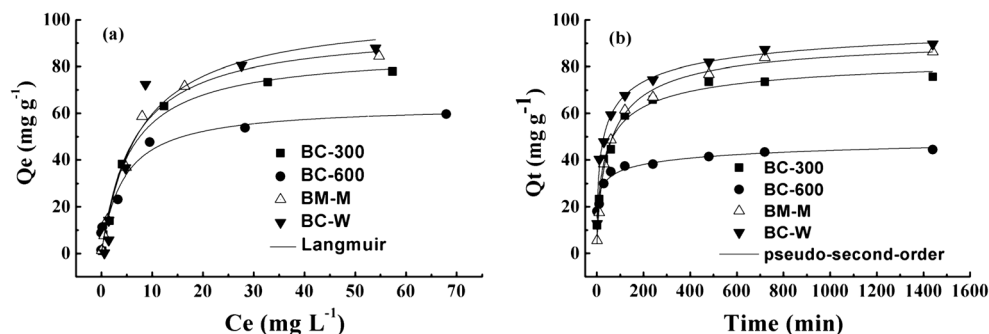 (a)
Qe (mg g-1)
100
80
60
40
20
0
BC-300
BC-600
BM-M
BC-W
Langmuir
0 10 20 30 40 50 60 70 80
Ce (mg L-1)
(b)
Qt (mg g-1)
100
80
60
40
20
0
BC-300
BC-600
BM-M
BC-W
pseudo-second-order
0 200 400 600 800 1000 1200 1400 1600
Time (min)